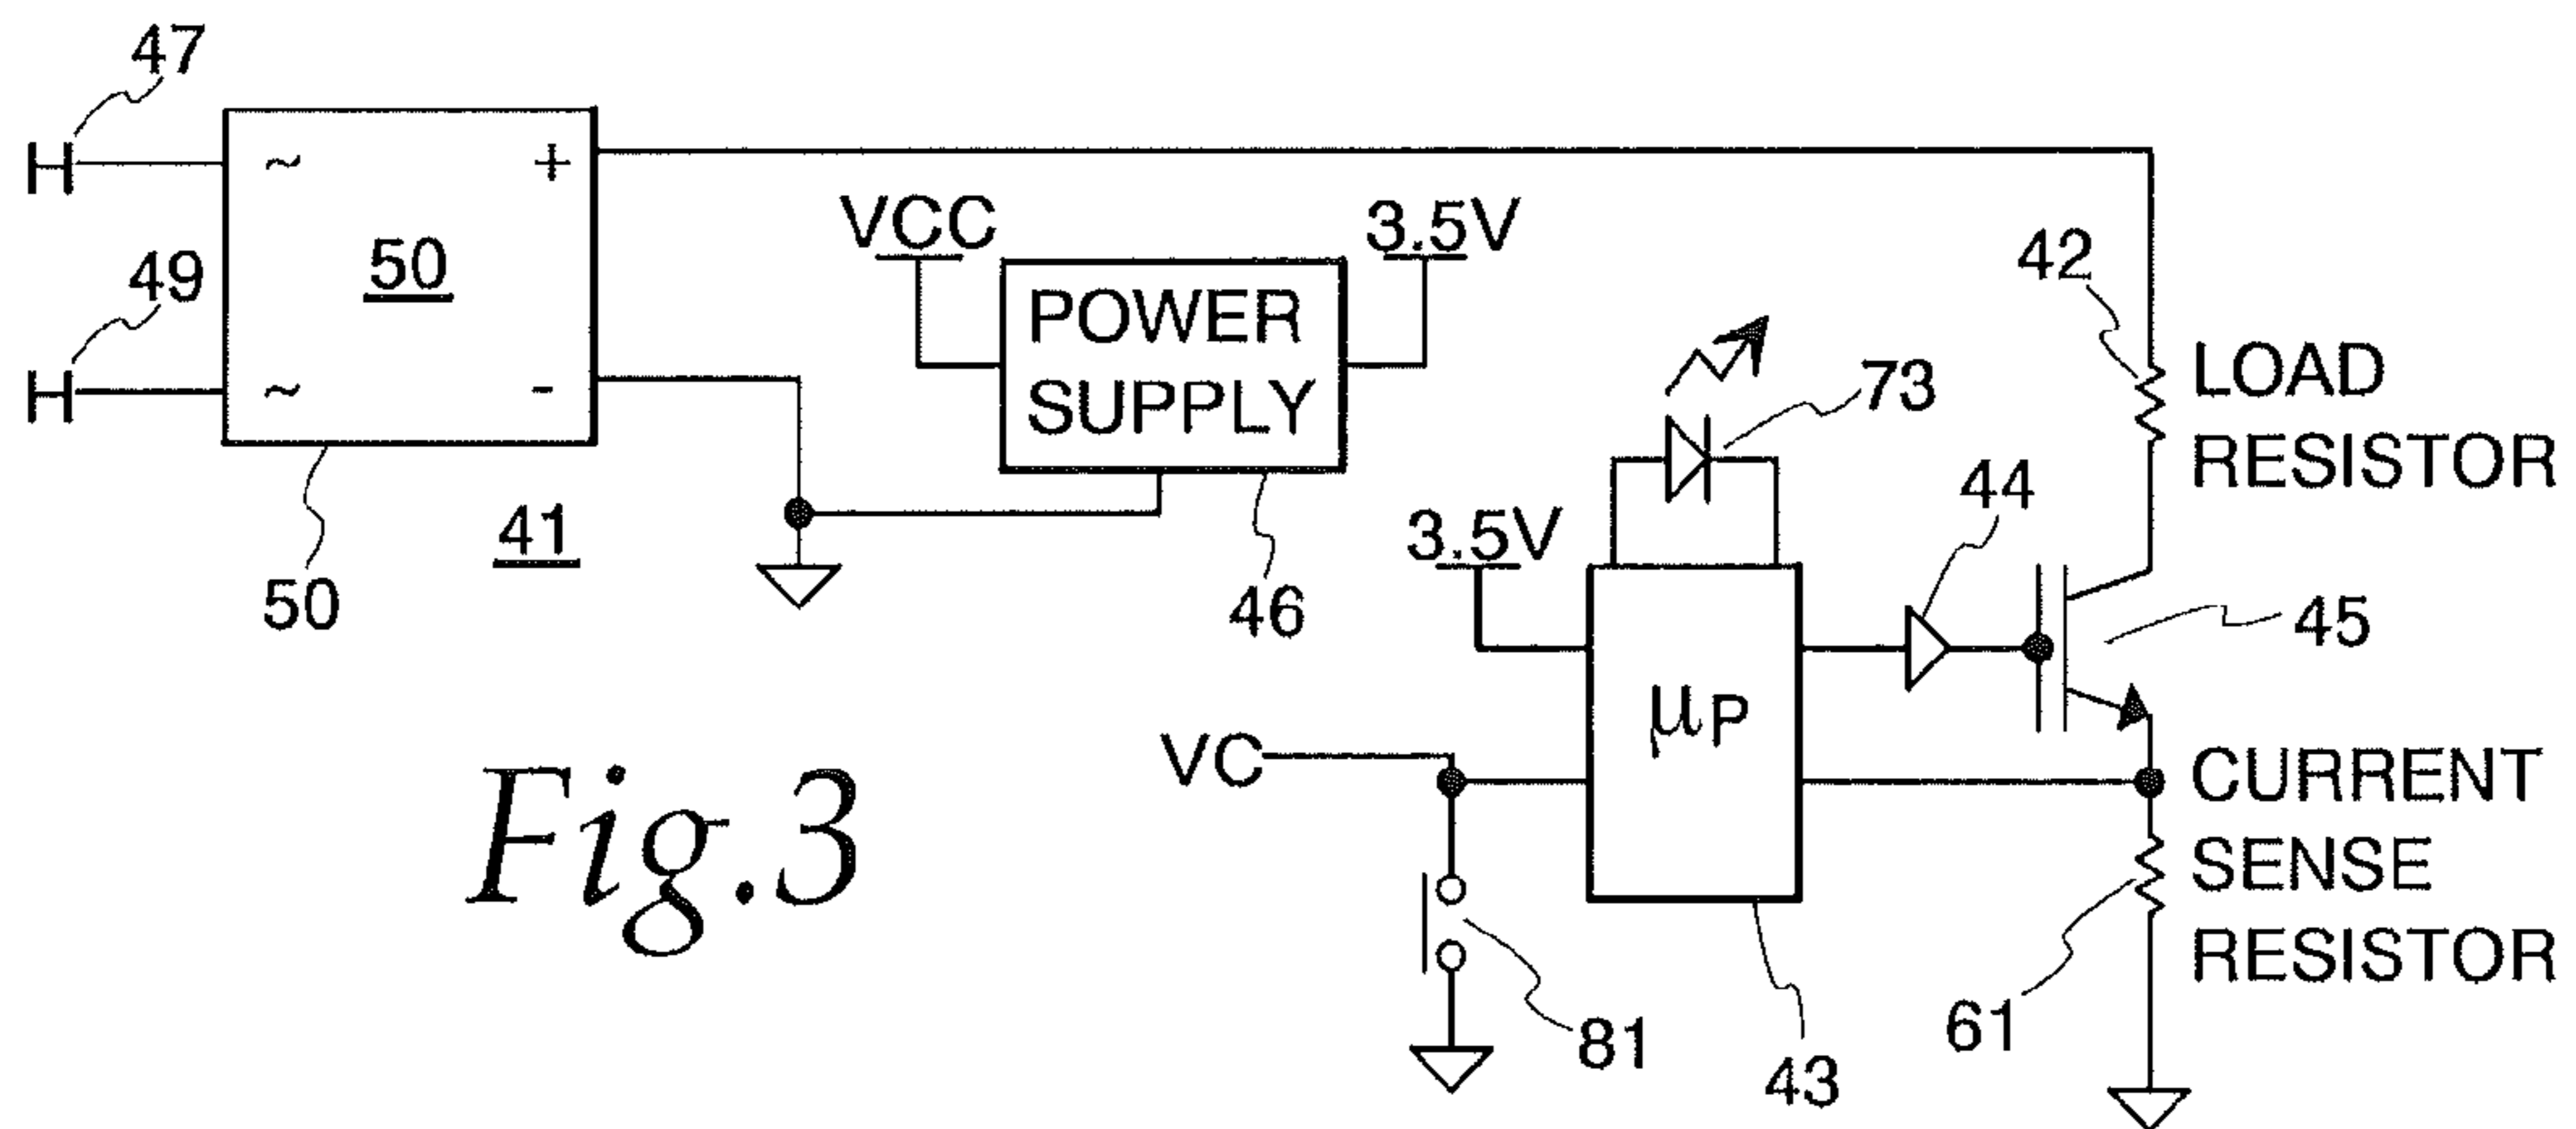 47
H ~ +
50
VCC
3.5V
49
H ~ -
POWER
SUPPLY
42
LOAD
RESISTOR
73
44
3.5V
41
50
46
45
μP
VC
CURRENT
SENSE
RESISTOR
61
81
43
Fig.3